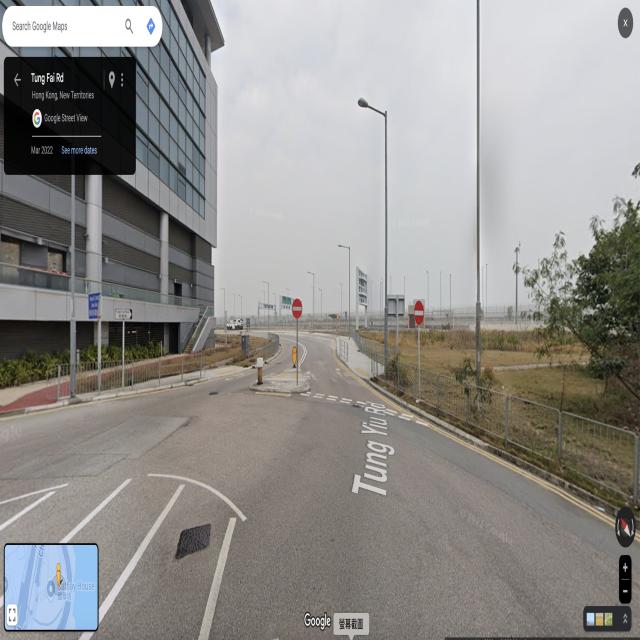 Search Google Maps
X
Tung Fai Rd
Hong Kong, New Territories
Google Street View
Mar 2022 See more dates
Tung Yiu Rd
Google
螢幕截圖